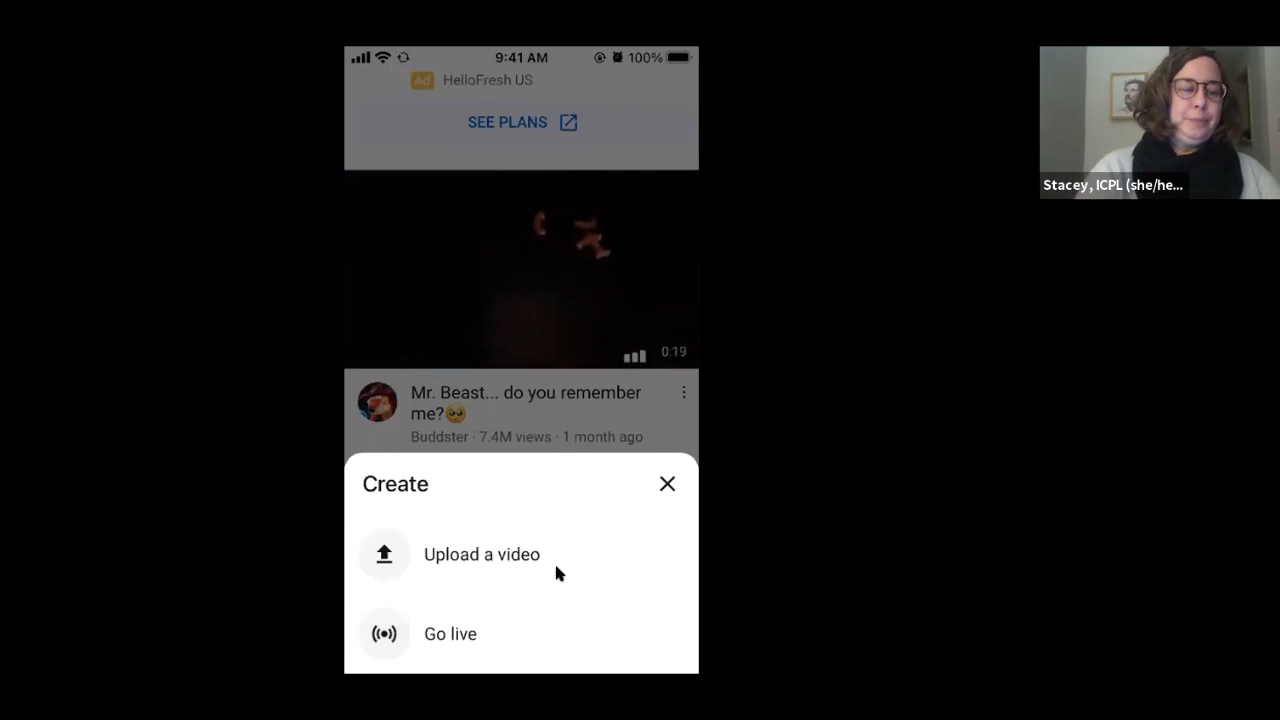 9:41 AM
100%
Ad HelloFresh US
SEE PLANS
0:19
Mr. Beast... do you remember
me?🥺
Buddster · 7.4M views · 1 month ago
Create
Upload a video
Go live
Stacey, ICPL (she/he...